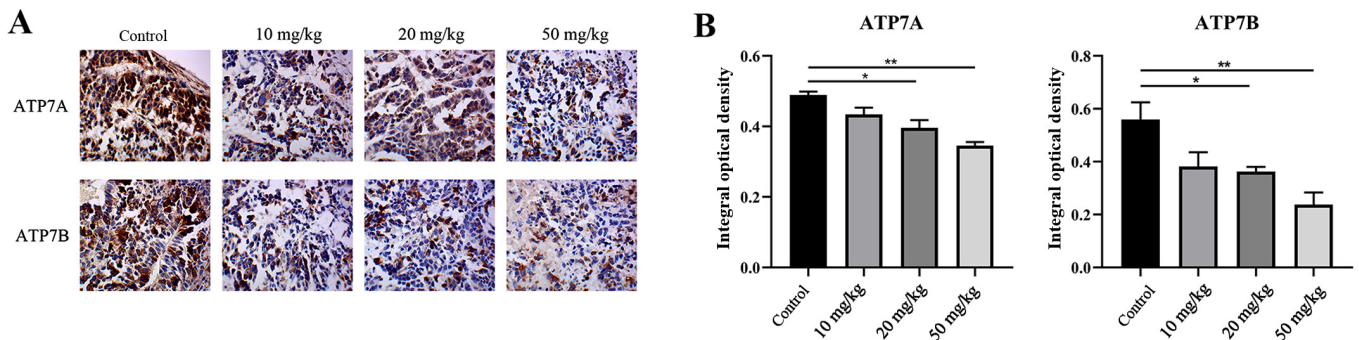 A
Control 10 mg/kg 20 mg/kg 50 mg/kg
ATP7A
ATP7B
B
ATP7A
Integral optical density
0.6
0.4
0.2
0.0
**
*
Control
10 mg/kg
20 mg/kg
50 mg/kg
ATP7B
Integral optical density
0.8
0.6
0.4
0.2
0.0
**
*
Control
10 mg/kg
20 mg/kg
50 mg/kg